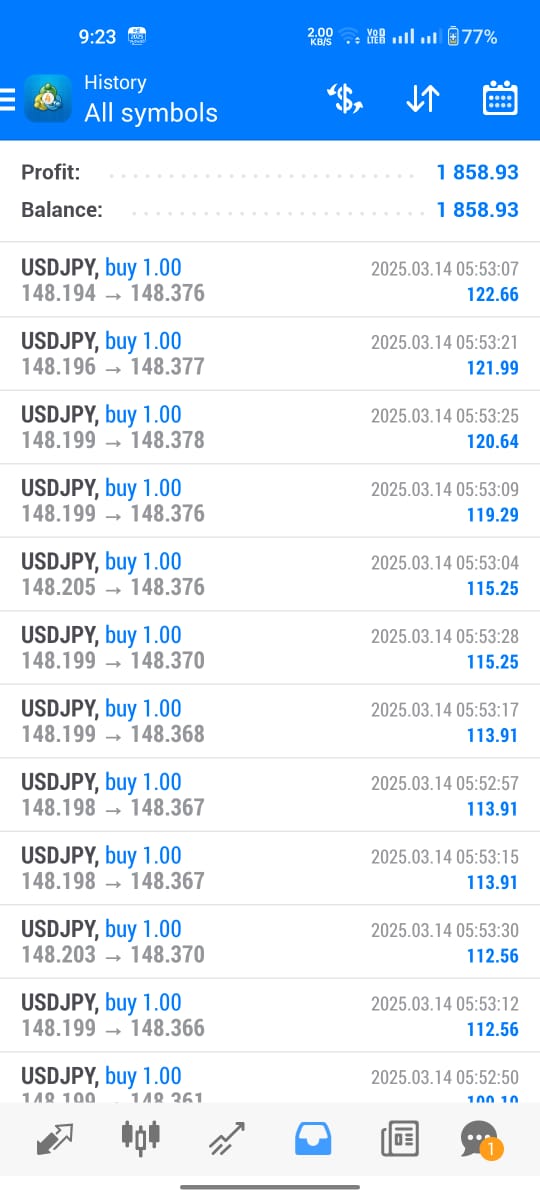 9:23
2.00 KB/S
VoD LTE
77%
History
All symbols
Profit: 1 858.93
Balance: 1 858.93
USDJPY, buy 1.00 2025.03.14 05:53:07
148.194 → 148.376 122.66
USDJPY, buy 1.00 2025.03.14 05:53:21
148.196 → 148.377 121.99
USDJPY, buy 1.00 2025.03.14 05:53:25
148.199 → 148.378 120.64
USDJPY, buy 1.00 2025.03.14 05:53:09
148.199 → 148.376 119.29
USDJPY, buy 1.00 2025.03.14 05:53:04
148.205 → 148.376 115.25
USDJPY, buy 1.00 2025.03.14 05:53:28
148.199 → 148.370 115.25
USDJPY, buy 1.00 2025.03.14 05:53:17
148.199 → 148.368 113.91
USDJPY, buy 1.00 2025.03.14 05:52:57
148.198 → 148.367 113.91
USDJPY, buy 1.00 2025.03.14 05:53:15
148.198 → 148.367 113.91
USDJPY, buy 1.00 2025.03.14 05:53:30
148.203 → 148.370 112.56
USDJPY, buy 1.00 2025.03.14 05:53:12
148.199 → 148.366 112.56
USDJPY, buy 1.00 2025.03.14 05:52:50
148.199 → 148.361
1